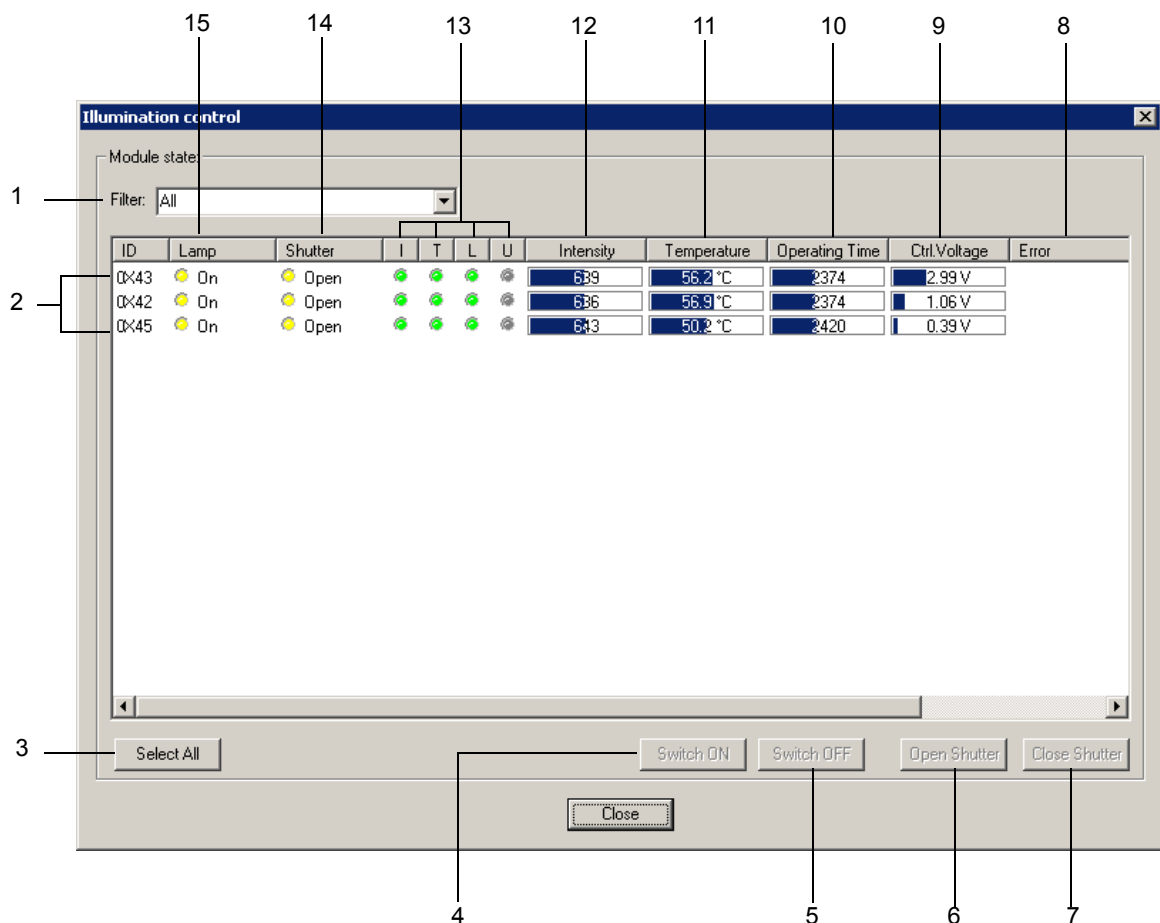 15 14 13 12 11 10 9 8
Illumination control
Module state:
1 Filter: All
ID Lamp Shutter I T L U Intensity Temperature Operating Time Ctrl.Voltage Error
0X43 On Open 639 56.2 °C 2374 2.99 V
2 0X42 On Open 636 56.9 °C 2374 1.06 V
0X45 On Open 643 50.2 °C 2420 0.39 V
3 Select All Switch ON Switch OFF Open Shutter Close Shutter
Close
4 5 6 7